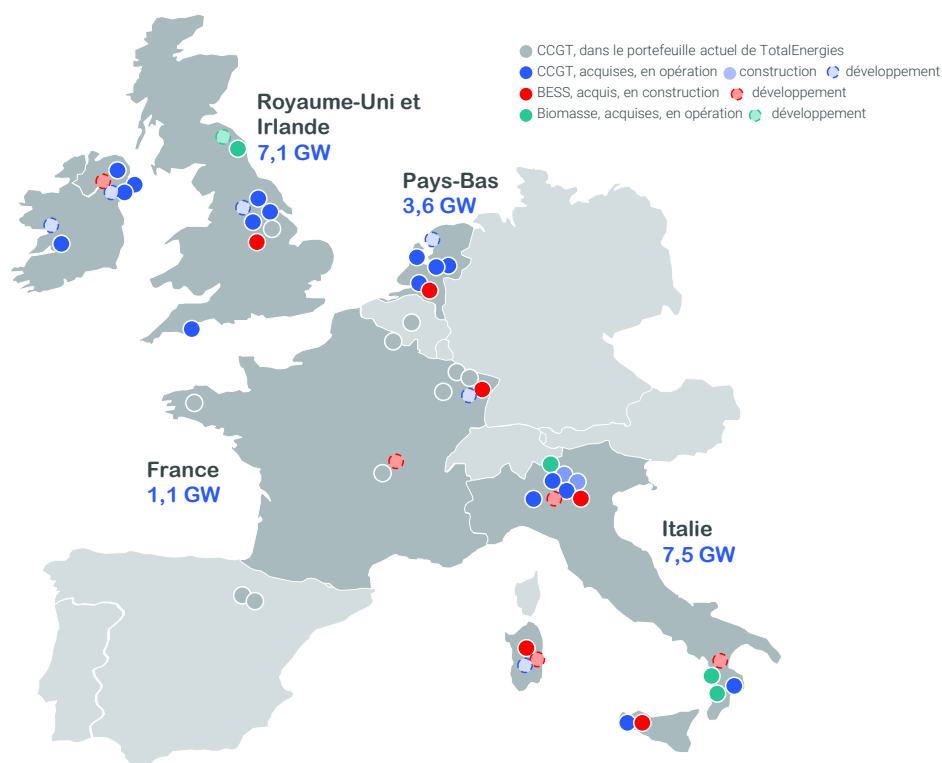 CCGT, dans le portefeuille actuel de TotalEnergies
CCGT, acquises, en opération construction développement
BESS, acquis, en construction développement
Biomasse, acquises, en opération développement
Royaume-Uni et
Irlande
7,1 GW
Pays-Bas
3,6 GW
France
1,1 GW
Italie
7,5 GW